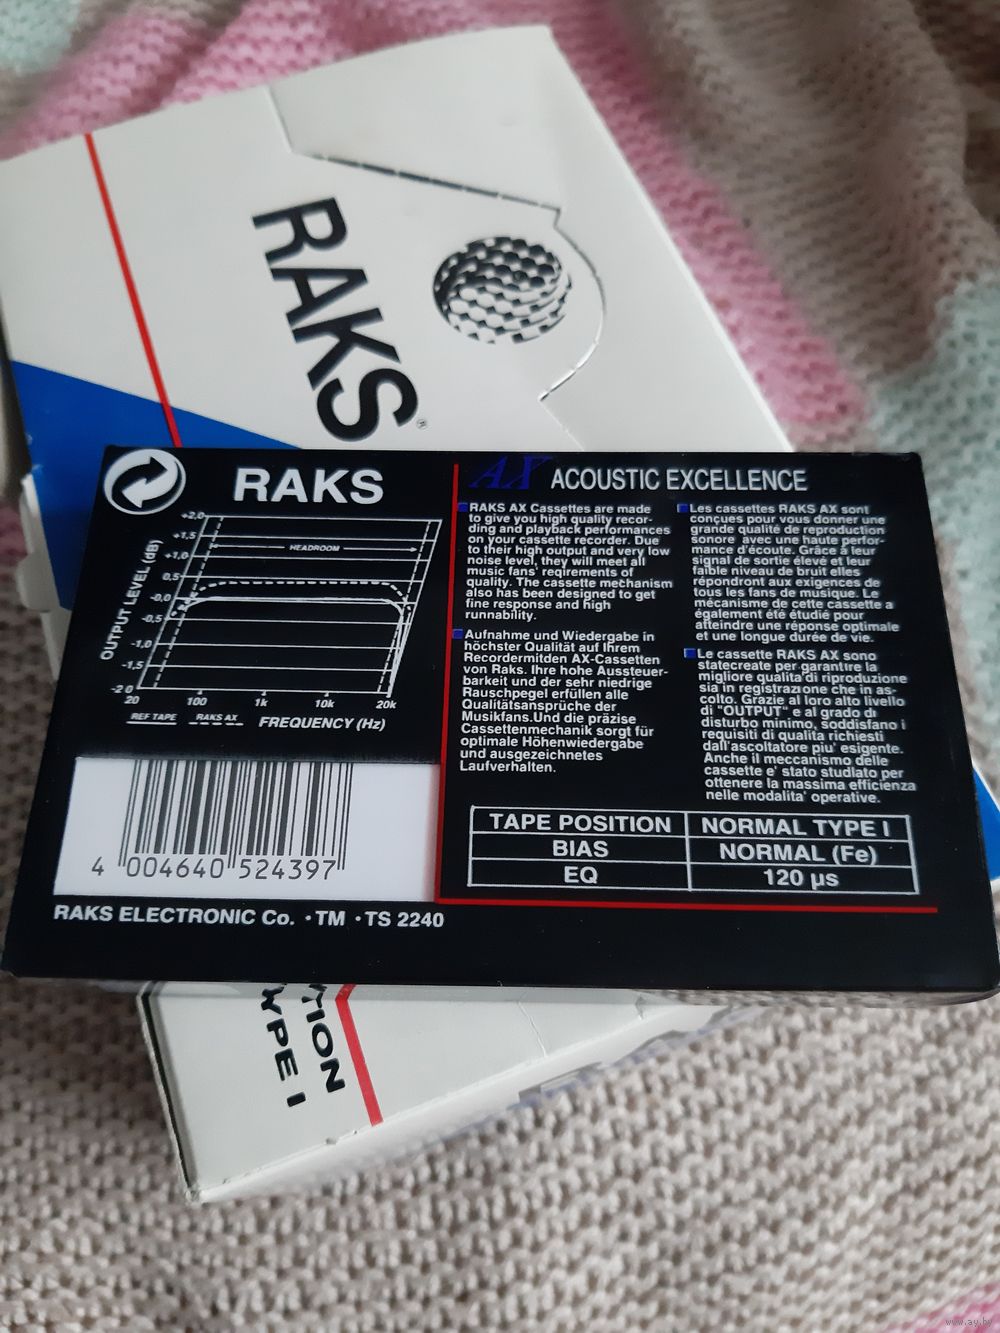 RAKS®
RAKS
+2,0
+1,5
+1,0
0,5
-0,0
-0,5
-1,0
-1,5
-2 0
OUTPUT LEVEL (dB)
HEADROOM
20 100 1k 10k 20k
REF TAPE RAKS AX FREQUENCY (Hz)
4 004640 524397
RAKS ELECTRONIC Co. •TM •TS 2240
AX ACOUSTIC EXCELLENCE
RAKS AX Cassettes are made
to give you high quality recor-
ding and playback performances
on your cassette recorder. Due
to their high output and very low
noise level, they will meet all
music fans' reqirements of
quality. The cassette mechanism
also has been designed to get
fine response and high
runnability.
Aufnahme und Wiedergabe in
höchster Qualität auf Ihrem
Recordermitden AX-Cassetten
von Raks. Ihre hohe Aussteuer-
barkeit und der sehr niedrige
Rauschpegel erfüllen alle
Qualitätsansprüche der
Musikfans.Und die präzise
Cassettenmechanik sorgt für
optimale Höhenwiedergabe
und ausgezeichnetes
Laufverhalten.
Les cassettes RAKS AX sont
conçues pour vous donner une
grande qualité de reproduction
sonore avec une haute perfor-
mance d'écoute. Grâce à leur
signal de sortie élevé et leur
faible niveau de bruit elles
répondront aux exigences de
tous les fans de musique. Le
mécanisme de cette cassette a
également été étudié pour
atteindre une réponse optimale
et une longue durée de vie.
Le cassette RAKS AX sono
statecreate per garantire la
migliore qualita'di riproduzione
sia in registrazione che in as-
colto. Grazie al loro alto livello
di "OUTPUT" e al grado di
disturbo minimo, soddisfano i
requisiti di qualita richiesti
dall'ascoltatore piu' esigente.
Anche il meccanismo delle
cassette e' stato studiato per
ottenere la massima efficienza
nelle modalita' operative.
TAPE POSITION NORMAL TYPE I
BIAS NORMAL (Fe)
EQ 120 µs
TION
TYPE I
www.ay.by